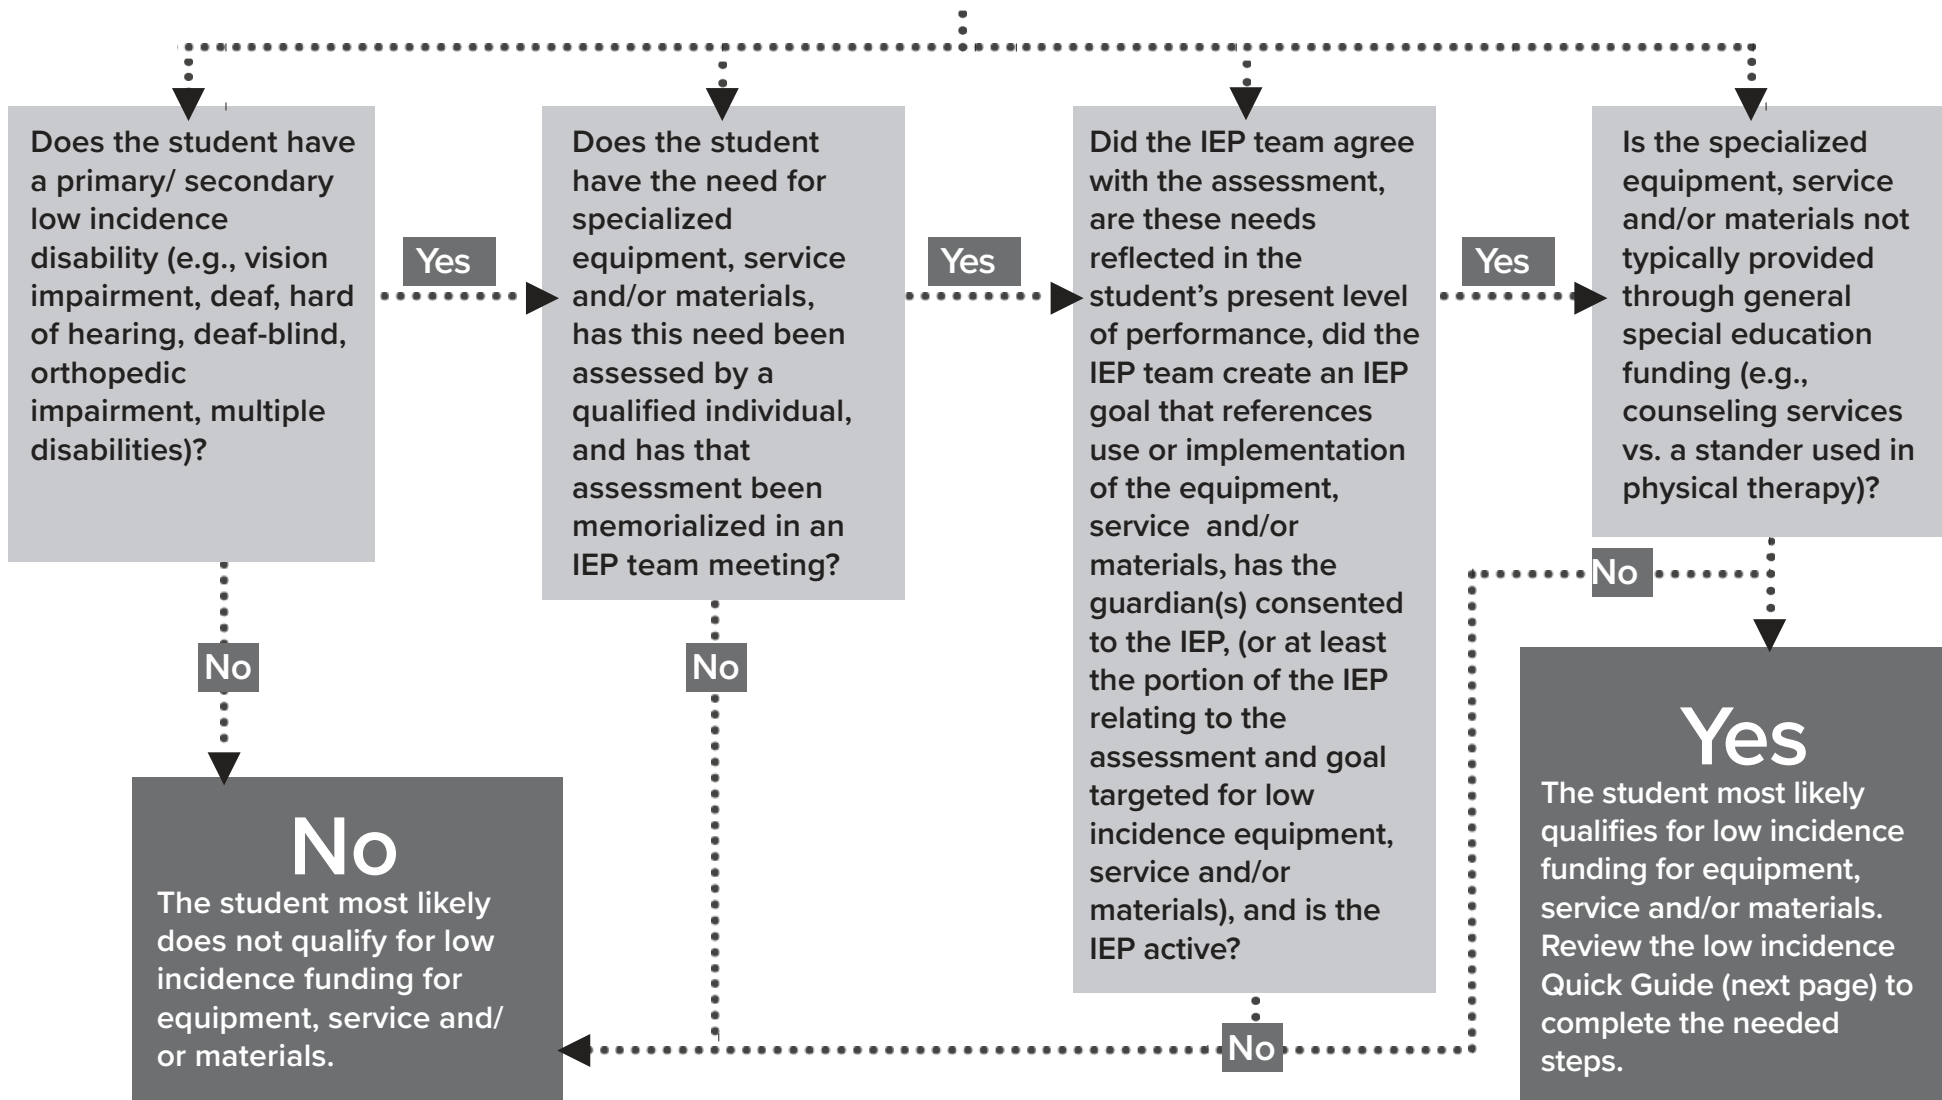 Does the student have
a primary/ secondary
low incidence
disability (e.g., vision
impairment, deaf, hard
of hearing, deaf-blind,
orthopedic
impairment, multiple
disabilities)?
Yes
No
Does the student
have the need for
specialized
equipment, service
and/or materials,
has this need been
assessed by a
qualified individual,
and has that
assessment been
memorialized in an
IEP team meeting?
Yes
No
Did the IEP team agree
with the assessment,
are these needs
reflected in the
student’s present level
of performance, did the
IEP team create an IEP
goal that references
use or implementation
of the equipment,
service and/or
materials, has the
guardian(s) consented
to the IEP, (or at least
the portion of the IEP
relating to the
assessment and goal
targeted for low
incidence equipment,
service and/or
materials), and is the
IEP active?
Yes
No
Is the specialized
equipment, service
and/or materials not
typically provided
through general
special education
funding (e.g.,
counseling services
vs. a stander used in
physical therapy)?
No
No
The student most likely
does not qualify for low
incidence funding for
equipment, service and/
or materials.
Yes
The student most likely
qualifies for low incidence
funding for equipment,
service and/or materials.
Review the low incidence
Quick Guide (next page) to
complete the needed
steps.